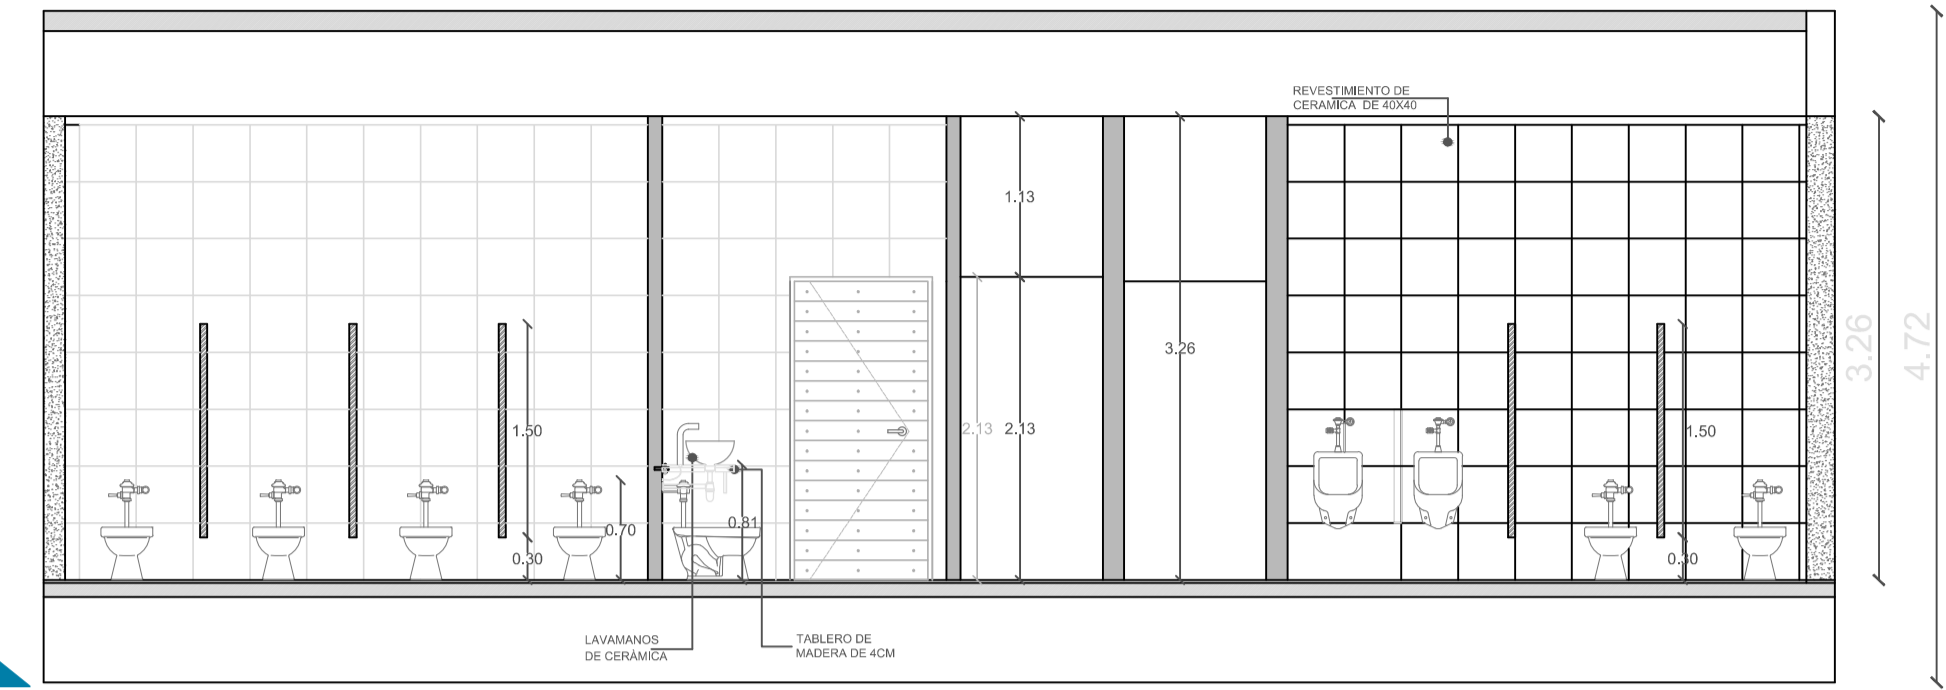 REVESTIMIENTO DE
CERAMICA DE 40X40
1.13
3.26
3.26
4.72
2.13
2.13
1.50
1.50
0.81
0.70
0.30
0.30
LAVAMANOS
DE CERÀMICA
TABLERO DE
MADERA DE 4CM